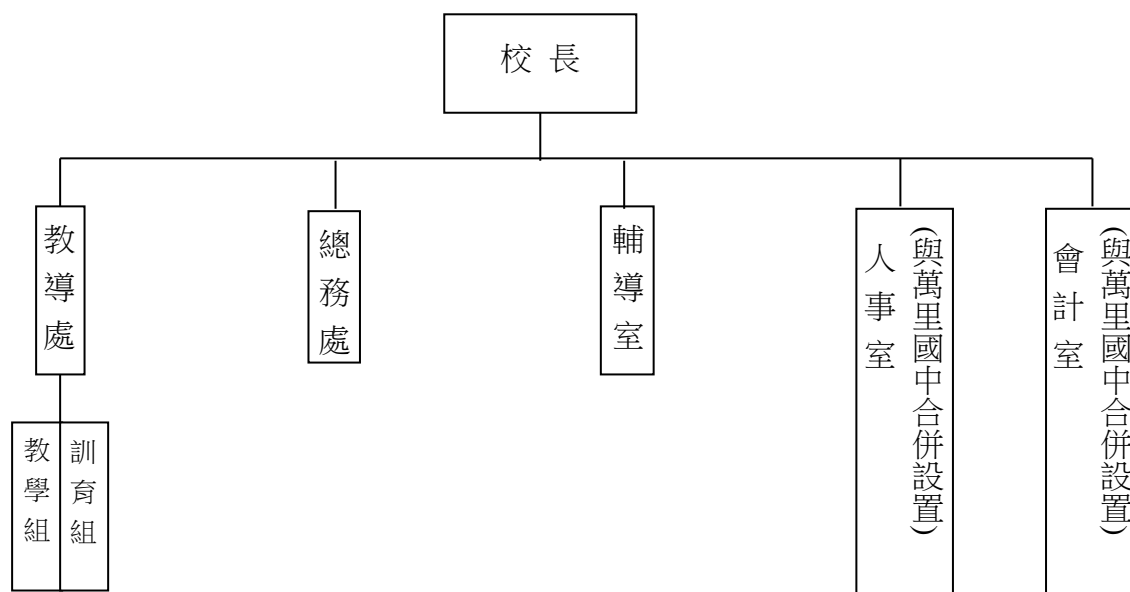 校長
教導處
總務處
輔導室
人事室
(與萬里國中合併設置)
會計室
(與萬里國中合併設置)
教學組
訓育組